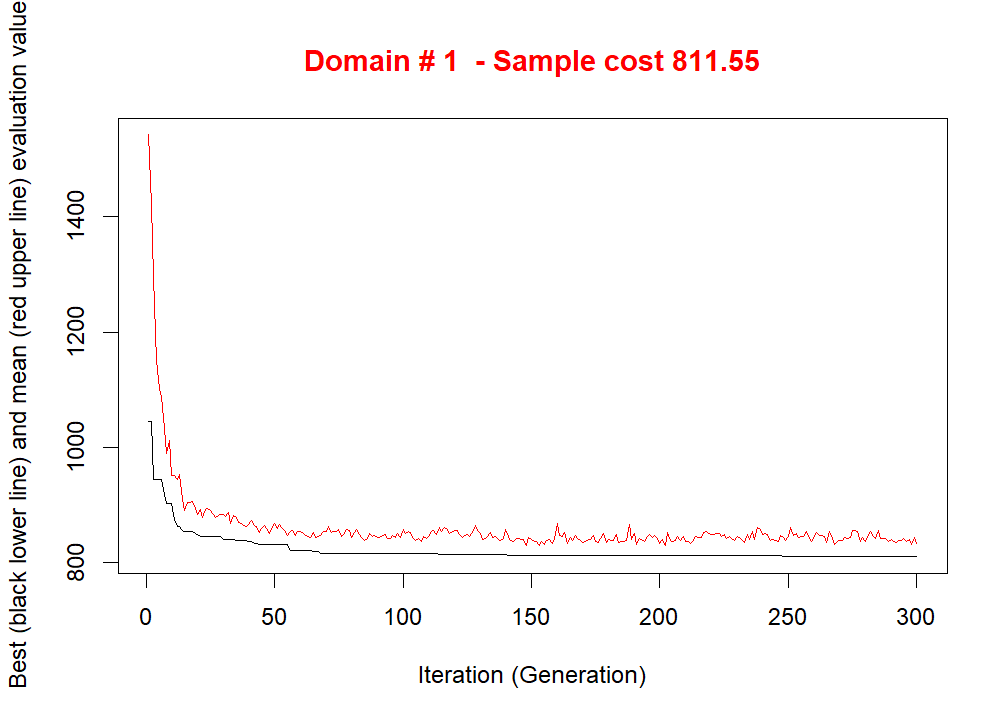 Domain # 1 - Sample cost 811.55
Best (black lower line) and mean (red upper line) evaluation value
1400
1200
1000
800
0 50 100 150 200 250 300
Iteration (Generation)